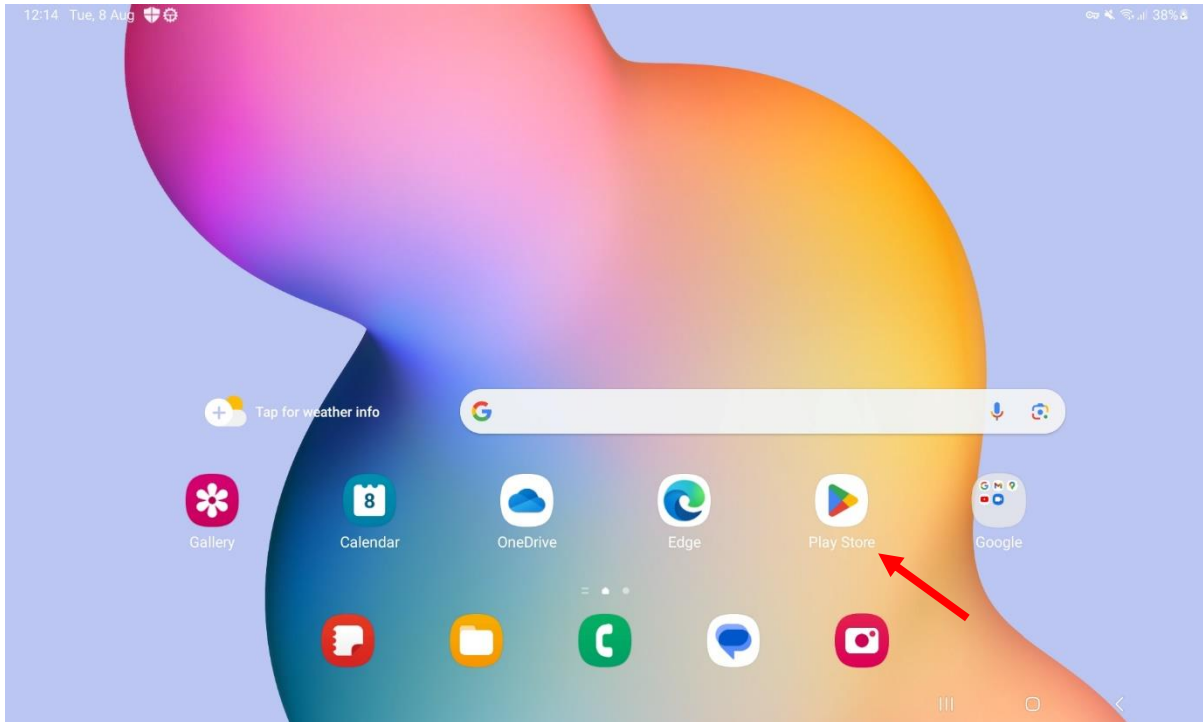 12:14 Tue, 8 Aug
38%
Tap for weather info
8
Gallery
Calendar
OneDrive
Edge
Play Store
Google